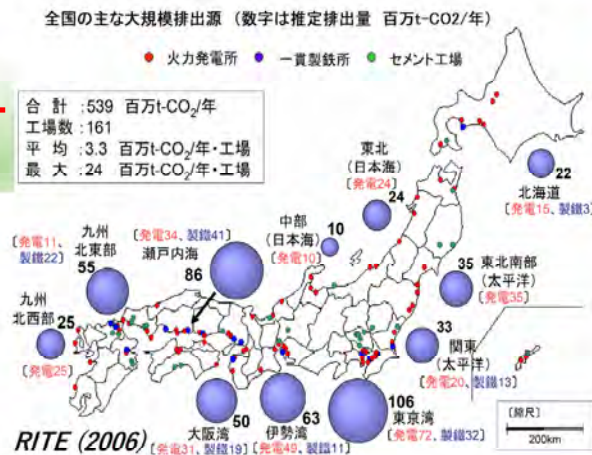 全国の主な大規模排出源 (数字は推定排出量 百万t-CO2/年)
● 火力発電所 ● 一貫製鉄所 ● セメント工場
合 計 :539 百万t-CO2/年
工場数 :161
平 均 :3.3 百万t-CO2/年・工場
最 大 :24 百万t-CO2/年・工場
22
北海道
[発電15、製鐵3]
東北
(日本海)
[発電24]
24
中部
(日本海)
[発電10]
10
[発電34、製鐵41]
瀬戸内海
86
[発電11、
製鐵22]
九州
北東部
55
九州
北西部
25
[発電25]
35
東北南部
(太平洋)
[発電35]
33
関東
(太平洋)
[発電20、製鐵13]
106
東京湾
[発電72、製鐵32]
63
伊勢湾
[発電49、製鐵11]
50
大阪湾
[発電31、製鐵19]
[縮尺]
200km
RITE (2006)